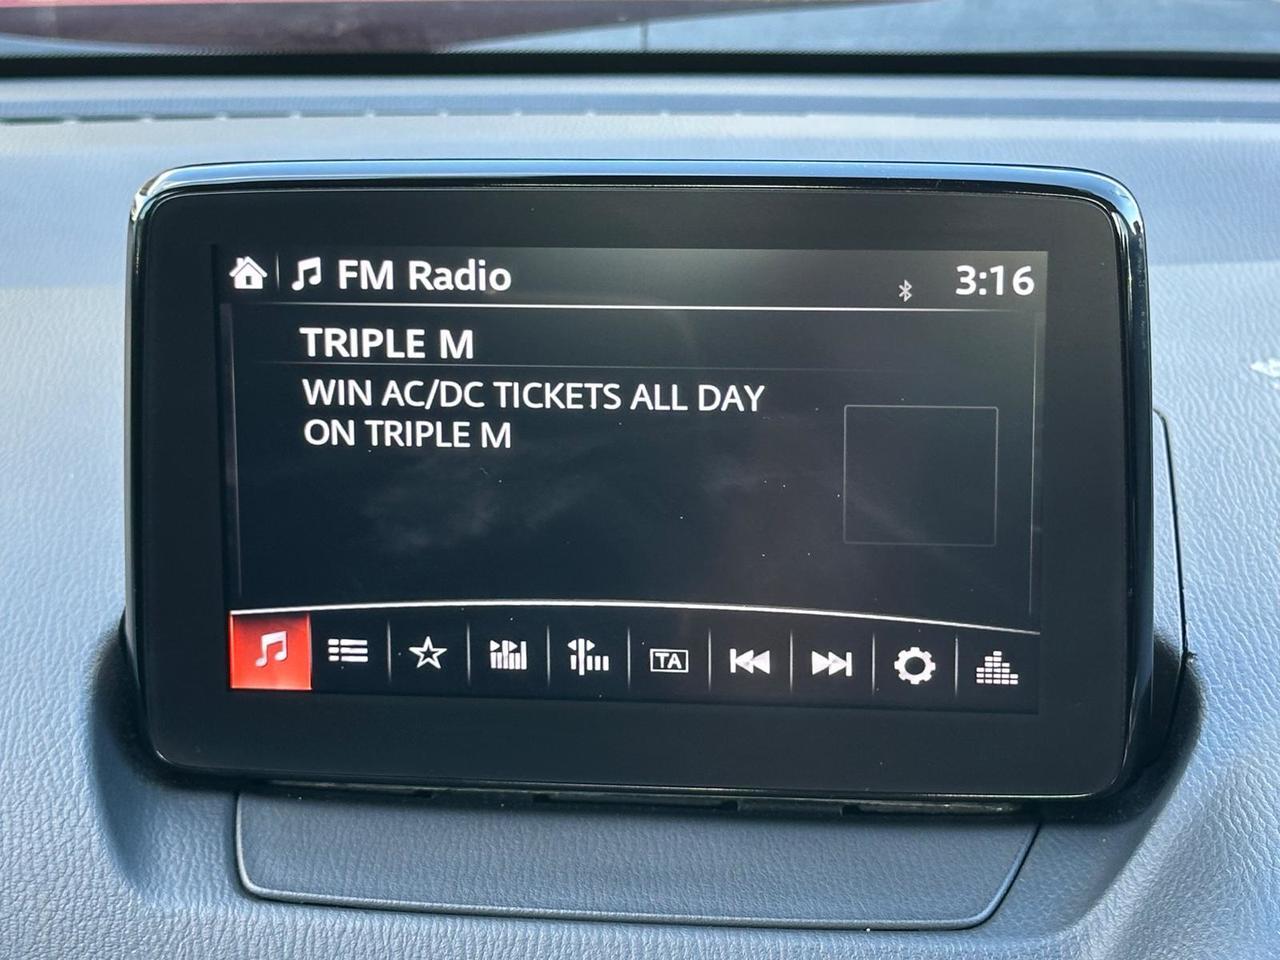 FM Radio
3:16
TRIPLE M
WIN AC/DC TICKETS ALL DAY
ON TRIPLE M
TA